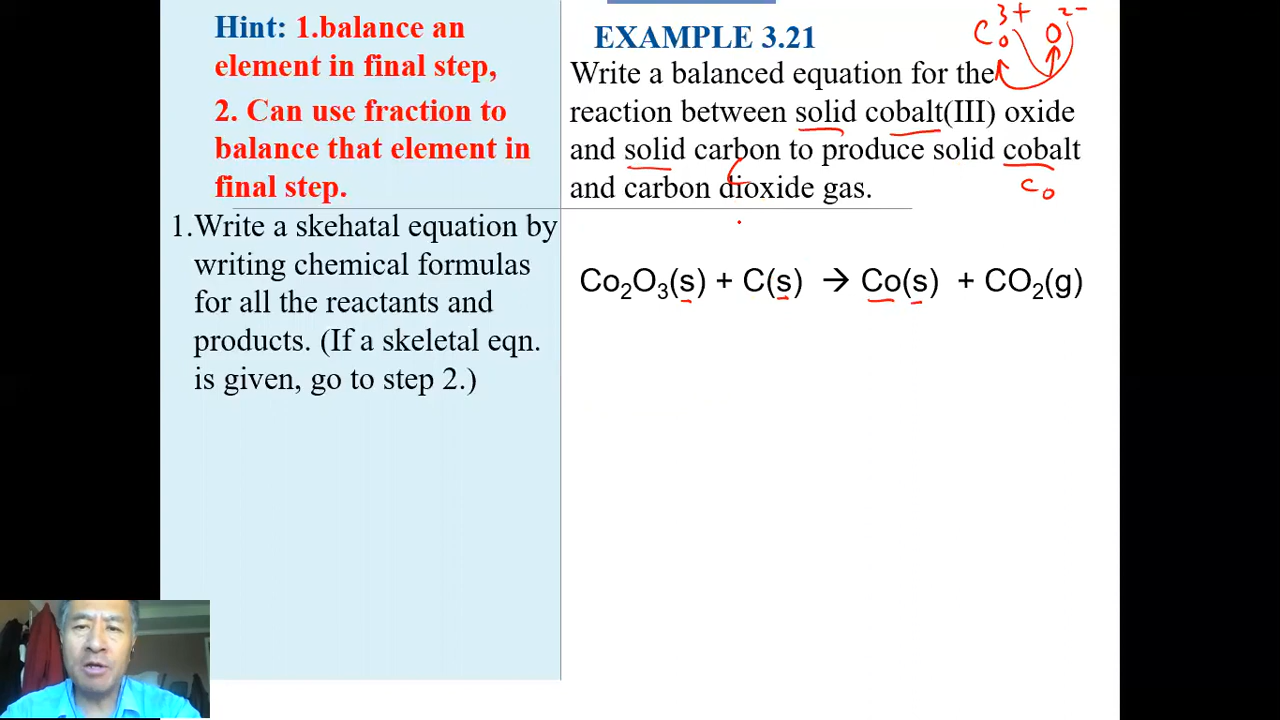 Hint: 1.balance an
element in final step,
2. Can use fraction to
balance that element in
final step.
1.Write a skehatal equation by
writing chemical formulas
for all the reactants and
products. (If a skeletal eqn.
is given, go to step 2.)
EXAMPLE 3.21
Co³⁺ O²⁻
Write a balanced equation for the
reaction between solid cobalt(III) oxide
and solid carbon to produce solid cobalt
and carbon dioxide gas.
C
Co
Co₂O₃(s) + C(s) → Co(s) + CO₂(g)